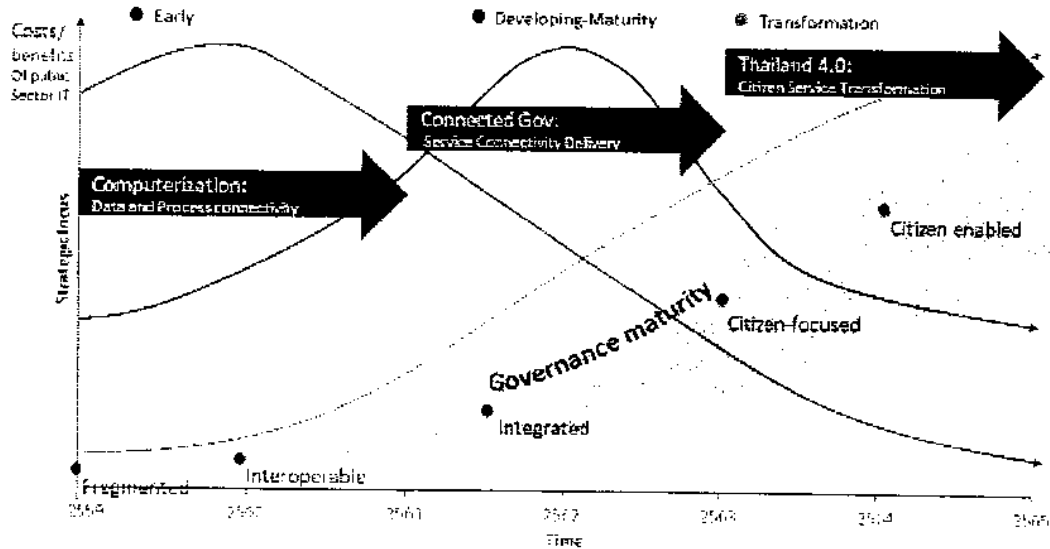 Costs/
benefits
Of public
Sector IT
Early
Developing-Maturity
Transformation
Thailand 4.0:
Citizen Service Transformation
Connected Gov:
Service Connectivity Delivery
Computerization:
Data and Process connectivity
Strategic focus
Citizen enabled
Citizen-focused
Governance maturity
Integrated
Interoperable
Fragmented
2559
2560
2561
2562
2563
2564
2565
Time